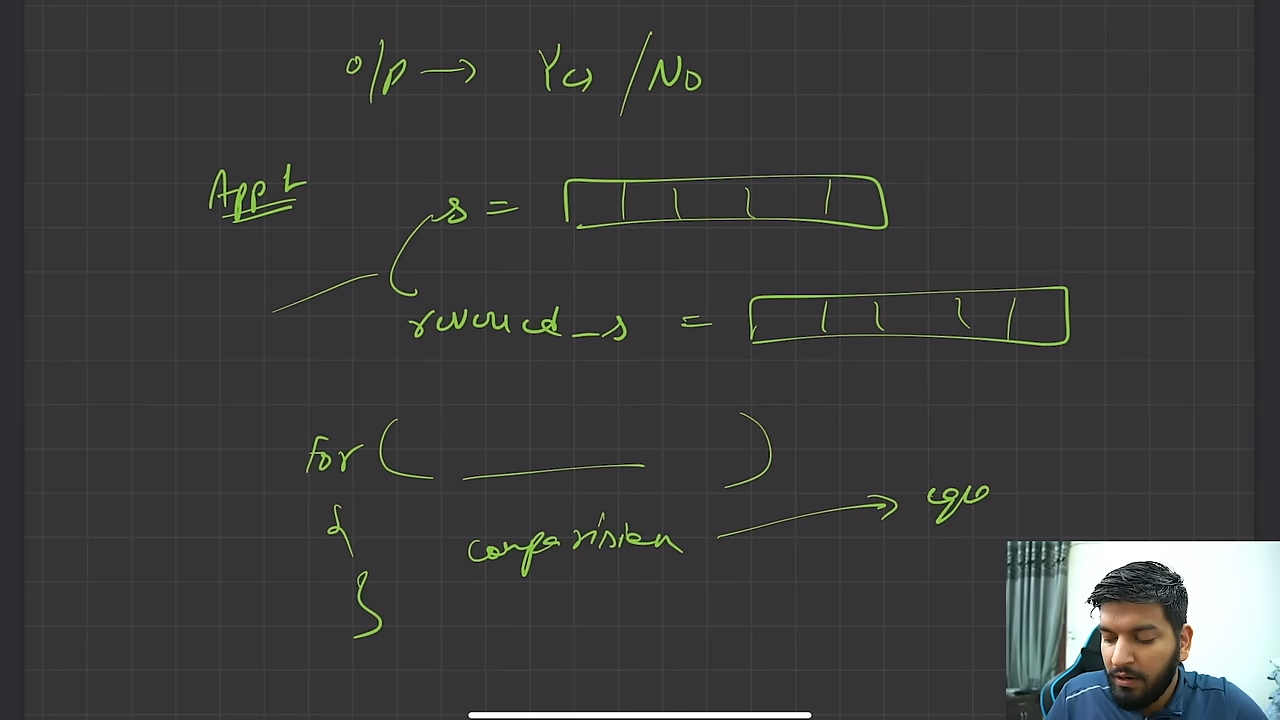 o/p → Yes / No
App 1
s =
reversed_s =
For ( )
{
comparision → equ
}